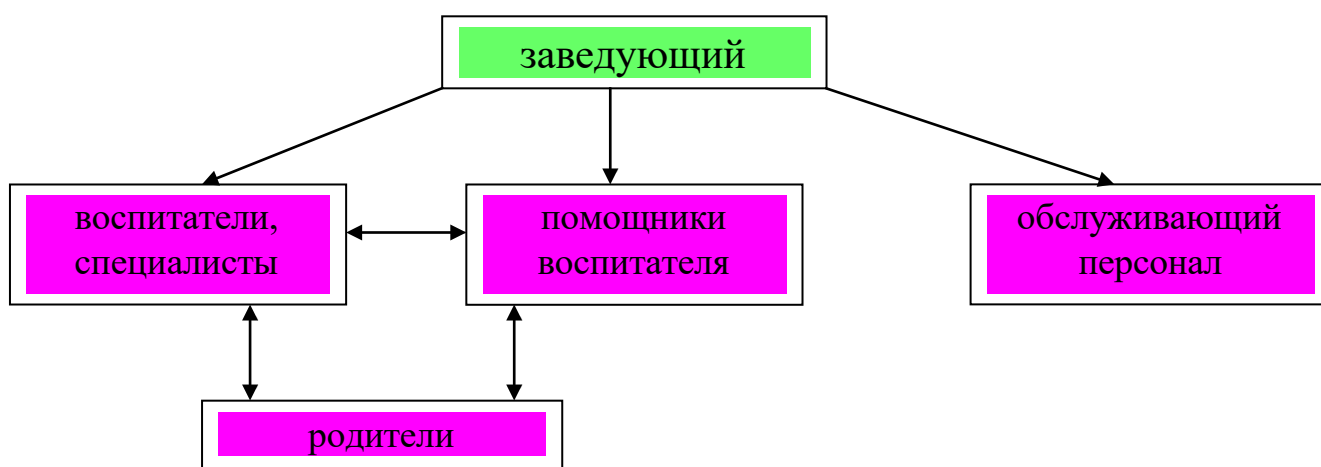 заведующий
воспитатели,
специалисты
помощники
воспитателя
обслуживающий
персонал
родители